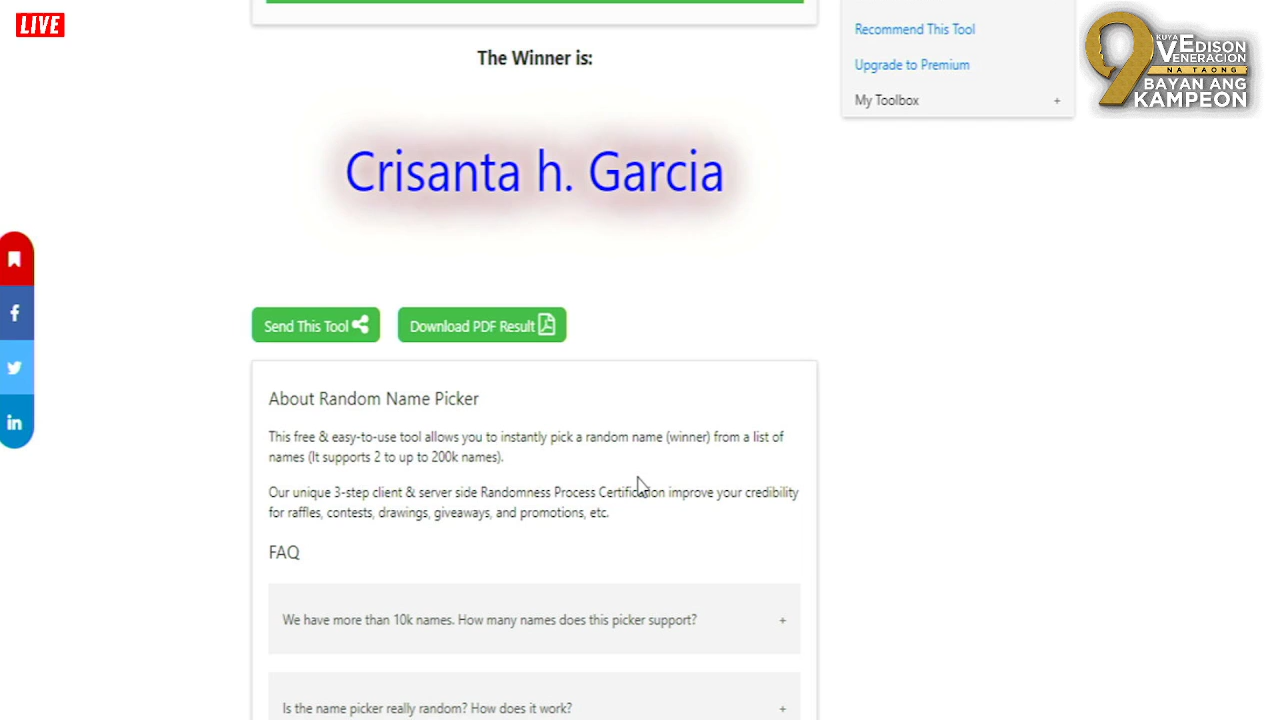 LIVE
The Winner is:
Crisanta h. Garcia
Send This Tool
Download PDF Result
About Random Name Picker
This free & easy-to-use tool allows you to instantly pick a random name (winner) from a list of
names (It supports 2 to up to 200k names).
Our unique 3-step client & server side Randomness Process Certification improve your credibility
for raffles, contests, drawings, giveaways, and promotions, etc.
FAQ
We have more than 10k names. How many names does this picker support? +
Is the name picker really random? How does it work? +
Recommend This Tool
Upgrade to Premium
My Toolbox +
9
KUYA
EDISON
VENERACION
NA TAONG
BAYAN ANG
KAMPEON
f
in